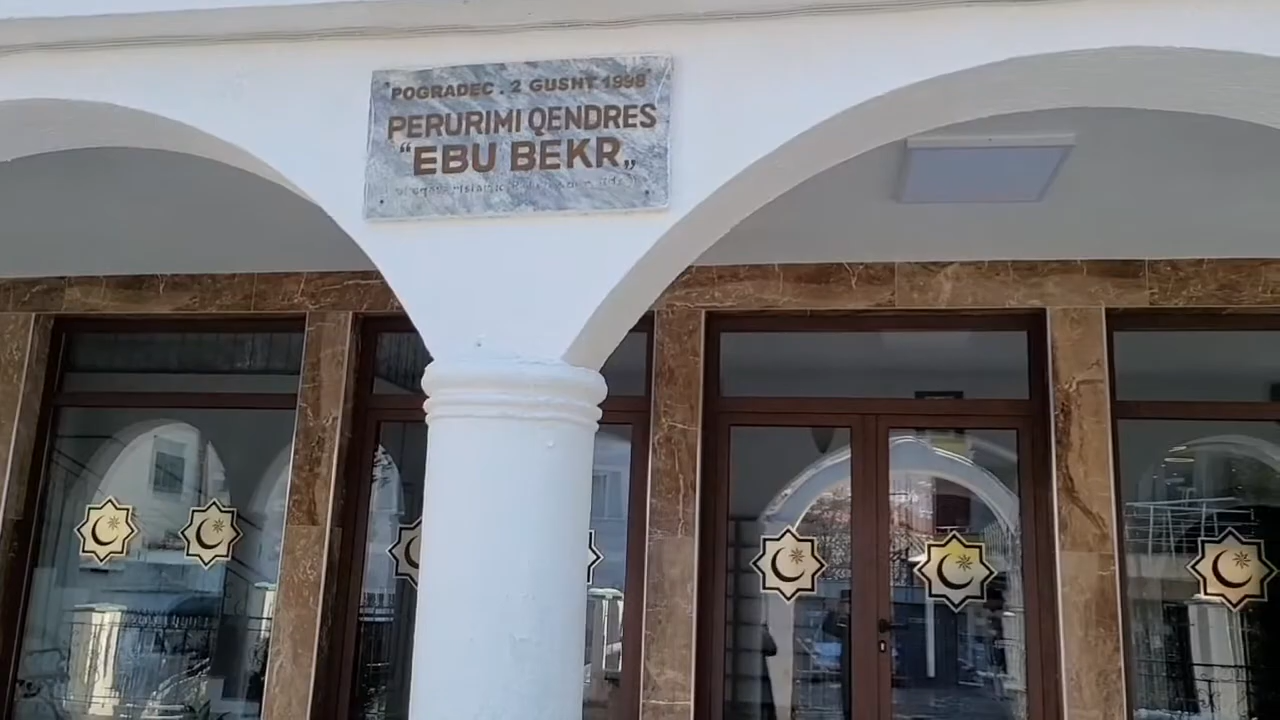 POGRADEC . 2 GUSHT 1998
PERURIMI QENDRES
“EBU BEKR„